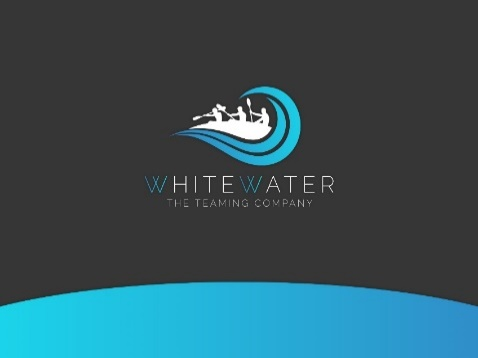 WHITEWATER
THE TEAMING COMPANY